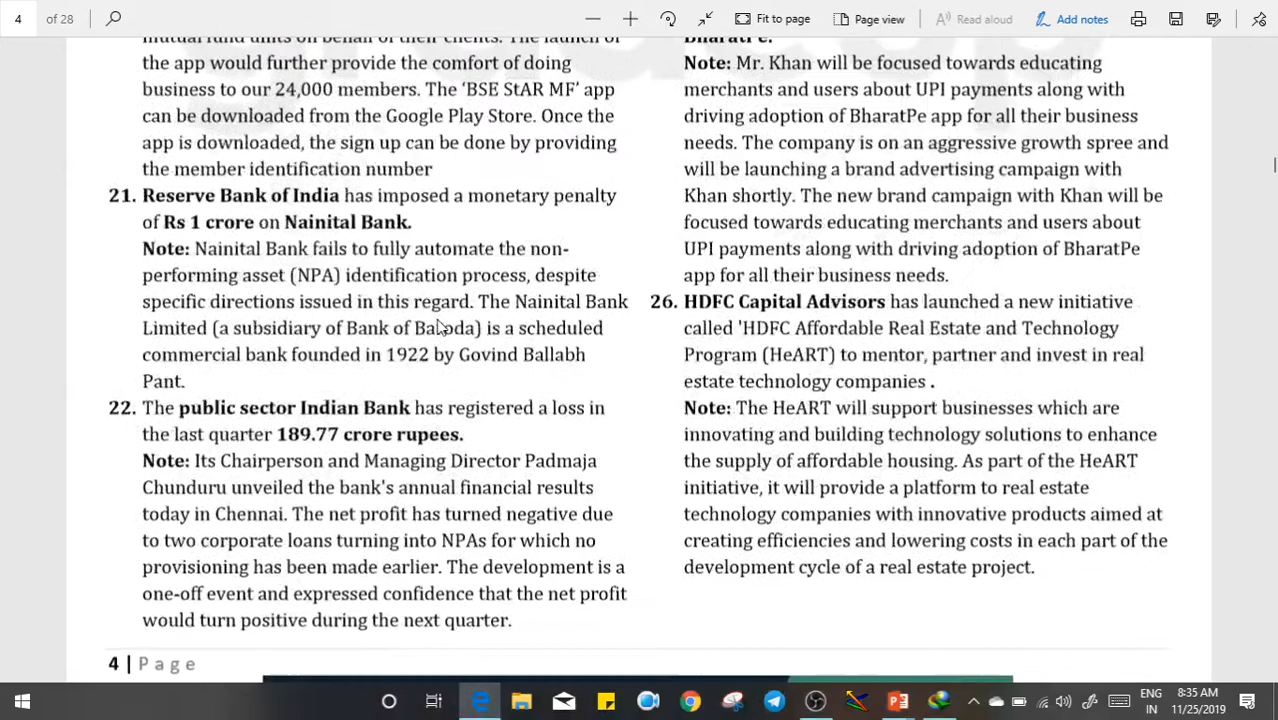 4 of 28
Fit to page
Page view
Read aloud
Add notes
mutual fund units on behalf of their clients. The launch of
the app would further provide the comfort of doing
business to our 24,000 members. The ‘BSE StAR MF’ app
can be downloaded from the Google Play Store. Once the
app is downloaded, the sign up can be done by providing
the member identification number
21. Reserve Bank of India has imposed a monetary penalty
of Rs 1 crore on Nainital Bank.
Note: Nainital Bank fails to fully automate the non-
performing asset (NPA) identification process, despite
specific directions issued in this regard. The Nainital Bank
Limited (a subsidiary of Bank of Baroda) is a scheduled
commercial bank founded in 1922 by Govind Ballabh
Pant.
22. The public sector Indian Bank has registered a loss in
the last quarter 189.77 crore rupees.
Note: Its Chairperson and Managing Director Padmaja
Chunduru unveiled the bank's annual financial results
today in Chennai. The net profit has turned negative due
to two corporate loans turning into NPAs for which no
provisioning has been made earlier. The development is a
one-off event and expressed confidence that the net profit
would turn positive during the next quarter.
BharatPe.
Note: Mr. Khan will be focused towards educating
merchants and users about UPI payments along with
driving adoption of BharatPe app for all their business
needs. The company is on an aggressive growth spree and
will be launching a brand advertising campaign with
Khan shortly. The new brand campaign with Khan will be
focused towards educating merchants and users about
UPI payments along with driving adoption of BharatPe
app for all their business needs.
26. HDFC Capital Advisors has launched a new initiative
called 'HDFC Affordable Real Estate and Technology
Program (HeART) to mentor, partner and invest in real
estate technology companies .
Note: The HeART will support businesses which are
innovating and building technology solutions to enhance
the supply of affordable housing. As part of the HeART
initiative, it will provide a platform to real estate
technology companies with innovative products aimed at
creating efficiencies and lowering costs in each part of the
development cycle of a real estate project.
4 | Page
ENG
IN
8:35 AM
11/25/2019